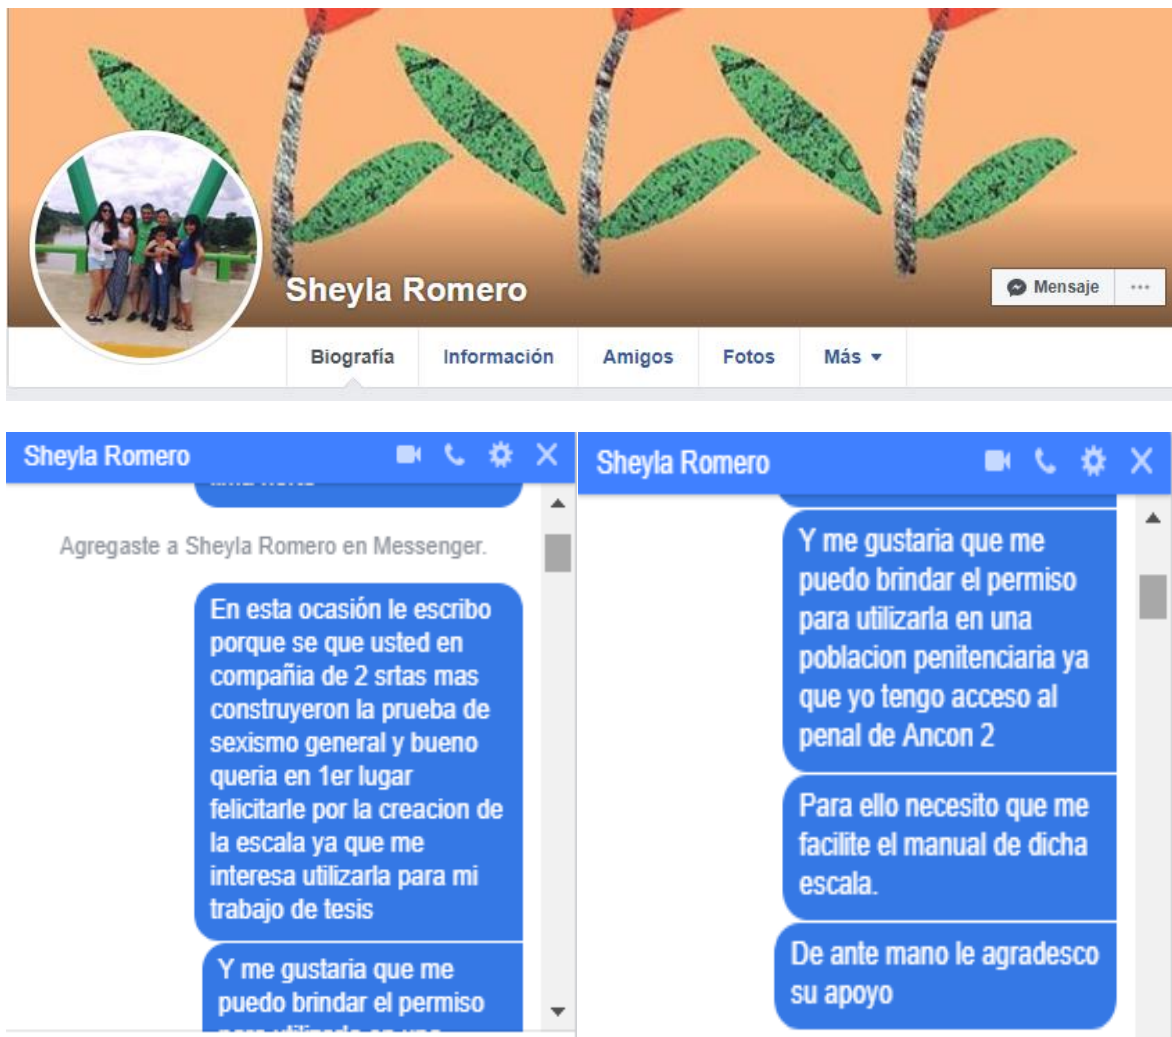 Sheyla Romero
Mensaje
Biografía Información Amigos Fotos Más
Sheyla Romero
Agregaste a Sheyla Romero en Messenger.
En esta ocasión le escribo
porque se que usted en
compañia de 2 srtas mas
construyeron la prueba de
sexismo general y bueno
queria en 1er lugar
felicitarle por la creacion de
la escala ya que me
interesa utilizarla para mi
trabajo de tesis
Y me gustaria que me
puedo brindar el permiso
Sheyla Romero
Y me gustaria que me
puedo brindar el permiso
para utilizarla en una
poblacion penitenciaria ya
que yo tengo acceso al
penal de Ancon 2
Para ello necesito que me
facilite el manual de dicha
escala.
De ante mano le agradesco
su apoyo